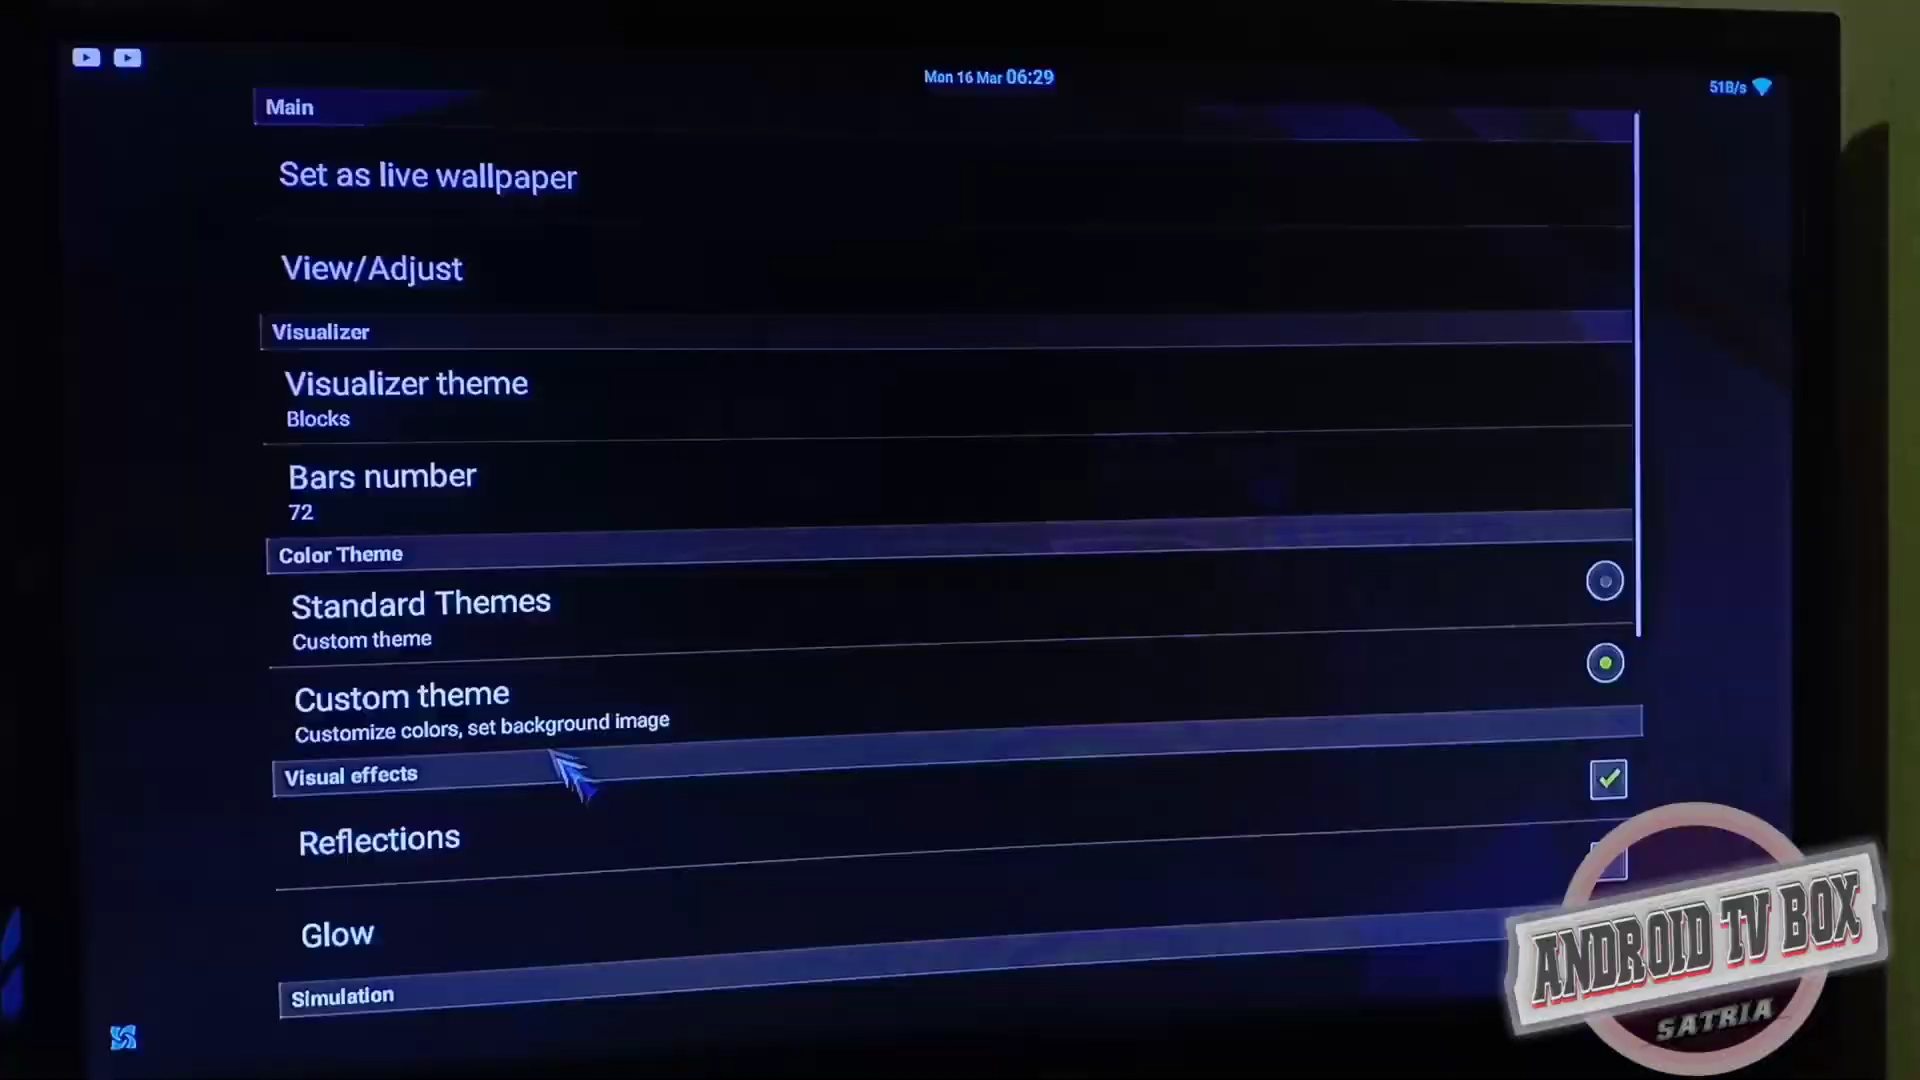 Mon 16 Mar 06:29
51B/s
Main
Set as live wallpaper
View/Adjust
Visualizer
Visualizer theme
Blocks
Bars number
72
Color Theme
Standard Themes
Custom theme
Custom theme
Customize colors, set background image
Visual effects
Reflections
Glow
Simulation
ANDROID TV BOX
SATRIA